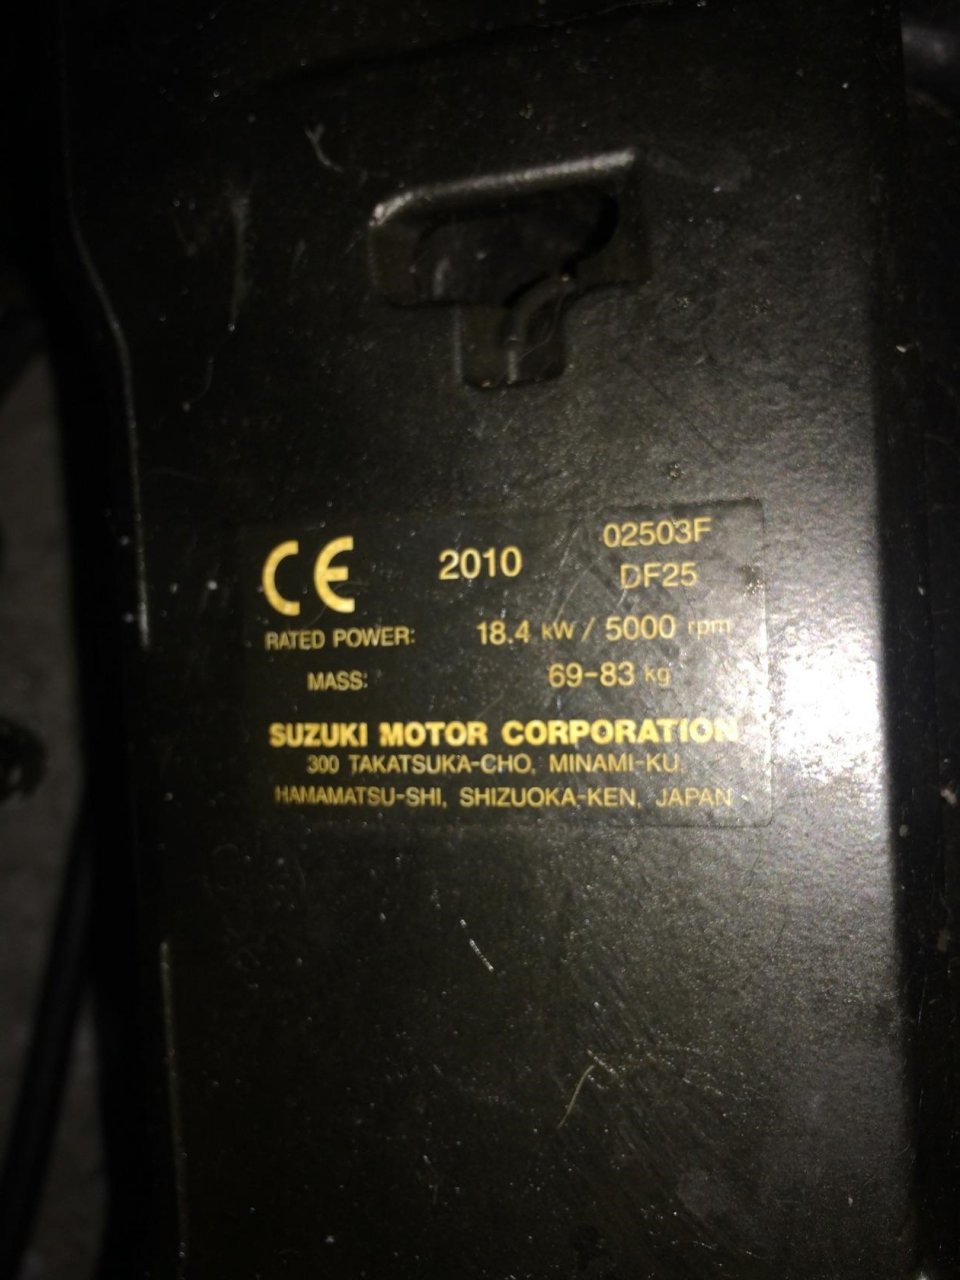 CE 2010 02503F
DF25
RATED POWER: 18.4 kW / 5000 rpm
MASS: 69-83 kg
SUZUKI MOTOR CORPORATION
300 TAKATSUKA-CHO, MINAMI-KU,
HAMAMATSU-SHI, SHIZUOKA-KEN, JAPAN